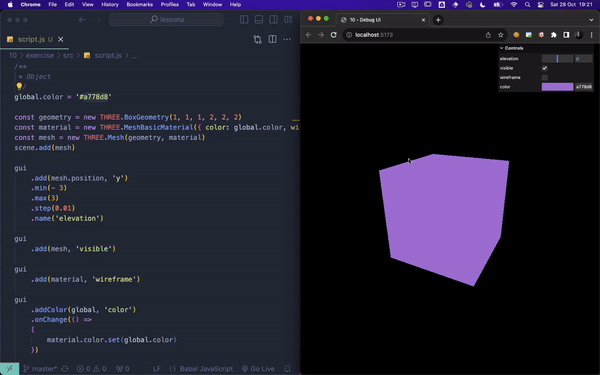 Chrome File Edit View History Bookmarks Profiles Tab Window Help Sat 28 Oct 19:21
lessons
script.js U
10 > exercise > src > script.js > ...
/**
* Object
*/
global.color = '#a778d8'
const geometry = new THREE.BoxGeometry(1, 1, 1, 2, 2, 2)
const material = new THREE.MeshBasicMaterial({ color: global.color, wi
const mesh = new THREE.Mesh(geometry, material)
scene.add(mesh)
gui
.add(mesh.position, 'y')
.min(- 3)
.max(3)
.step(0.01)
.name('elevation')
gui
.add(mesh, 'visible')
gui
.add(material, 'wireframe')
gui
.addColor(global, 'color')
.onChange(() =>
{
material.color.set(global.color)
})
master* 0 0 0 LF {} Babel JavaScript Go Live
10 - Debug UI
localhost:5173
Controls
elevation 0
visible
wireframe
color a778d8